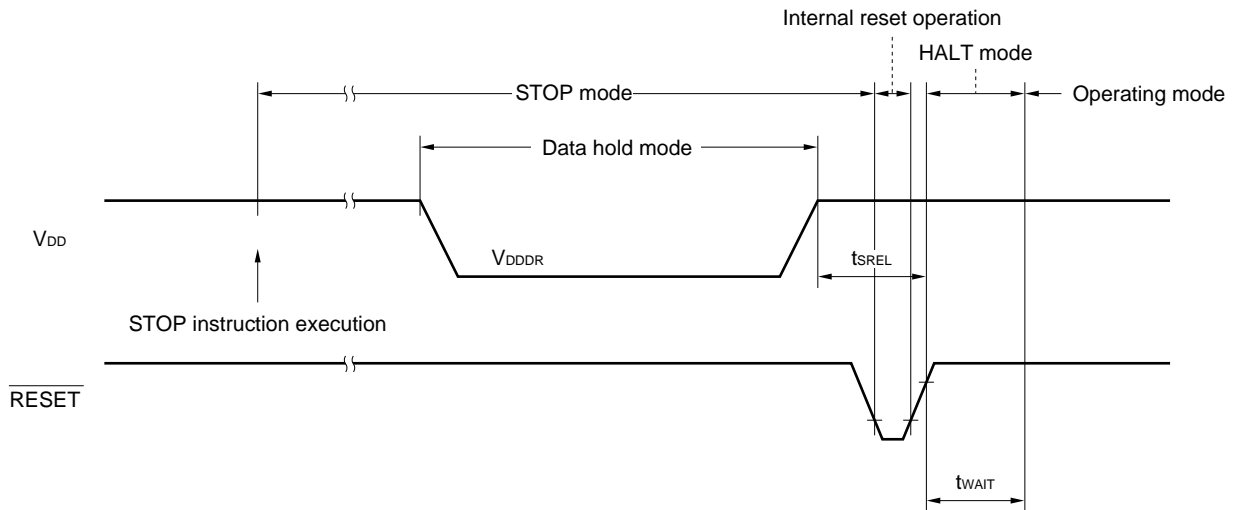 Internal reset operation
HALT mode
STOP mode
Operating mode
Data hold mode
VDD
VDDDR
tSREL
STOP instruction execution
RESET
tWAIT